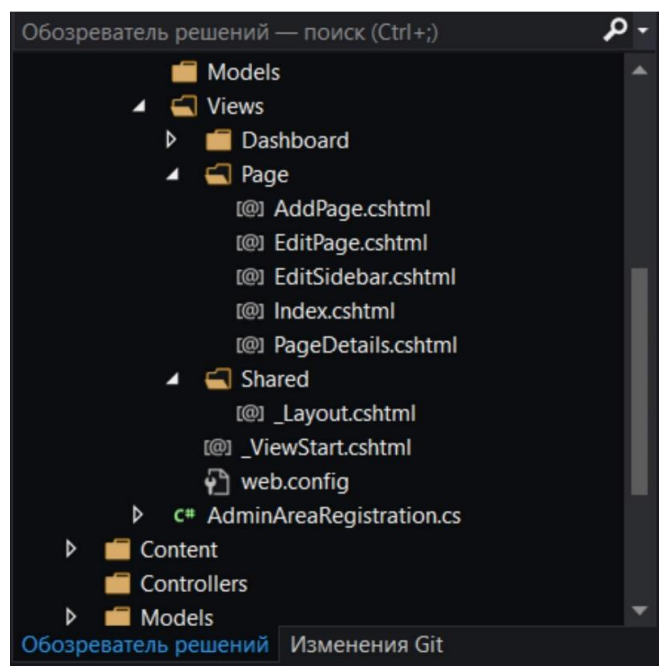 Обозреватель решений — поиск (Ctrl+;)
Models
Views
Dashboard
Page
[@] AddPage.cshtml
[@] EditPage.cshtml
[@] EditSidebar.cshtml
[@] Index.cshtml
[@] PageDetails.cshtml
Shared
[@] _Layout.cshtml
[@] _ViewStart.cshtml
web.config
C# AdminAreaRegistration.cs
Content
Controllers
Models
Обозреватель решений Изменения Git